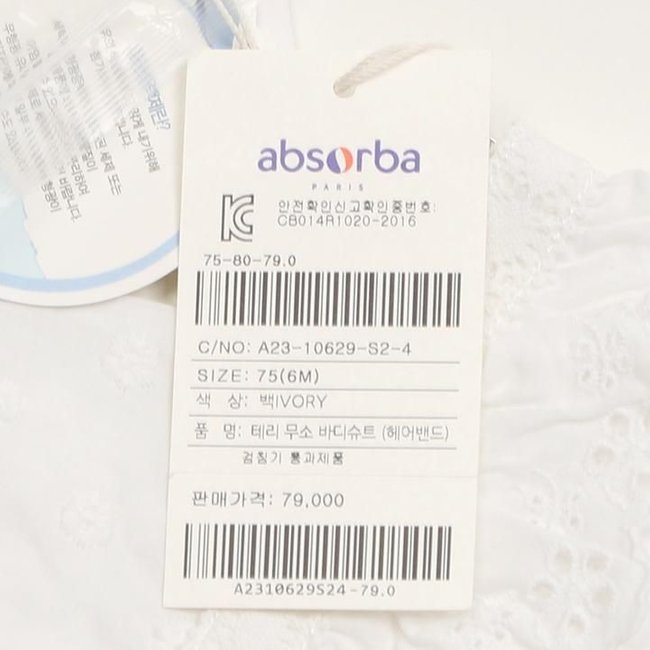 absorba
PARIS
안전확인신고확인증번호:
CB014R1020-2016
75-80-79.0
C/NO: A23-10629-S2-4
SIZE: 75(6M)
색 상: 백IVORY
품 명: 테리 무소 바디슈트 (헤어밴드)
검침기 통과제품
판매가격: 79,000
A2310629S24-79.0